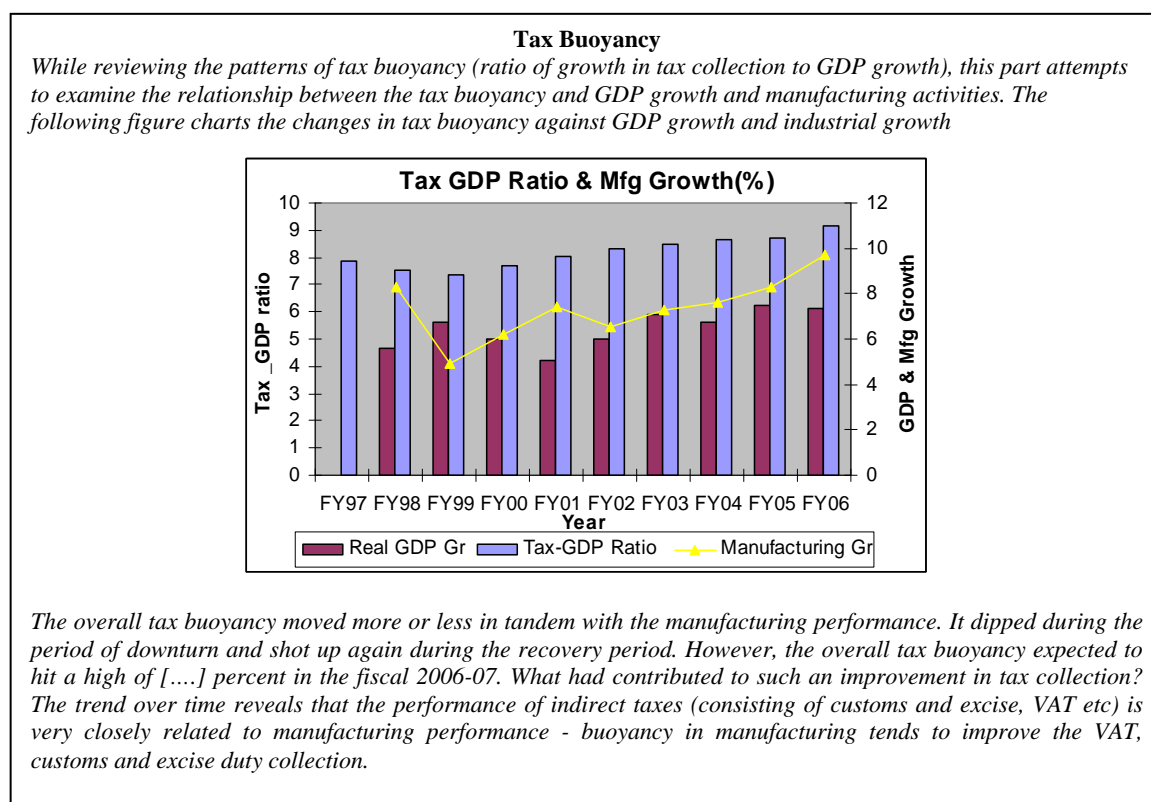 Tax Buoyancy
While reviewing the patterns of tax buoyancy (ratio of growth in tax collection to GDP growth), this part attempts
to examine the relationship between the tax buoyancy and GDP growth and manufacturing activities. The
following figure charts the changes in tax buoyancy against GDP growth and industrial growth
Tax GDP Ratio & Mfg Growth(%)
10
9
8
7
6
5
4
3
2
1
0
Tax _GDP ratio
12
10
8
6
4
2
0
GDP & Mfg Growth
FY97 FY98 FY99 FY00 FY01 FY02 FY03 FY04 FY05 FY06
Year
Real GDP Gr Tax-GDP Ratio Manufacturing Gr
The overall tax buoyancy moved more or less in tandem with the manufacturing performance. It dipped during the
period of downturn and shot up again during the recovery period. However, the overall tax buoyancy expected to
hit a high of [….] percent in the fiscal 2006-07. What had contributed to such an improvement in tax collection?
The trend over time reveals that the performance of indirect taxes (consisting of customs and excise, VAT etc) is
very closely related to manufacturing performance - buoyancy in manufacturing tends to improve the VAT,
customs and excise duty collection.